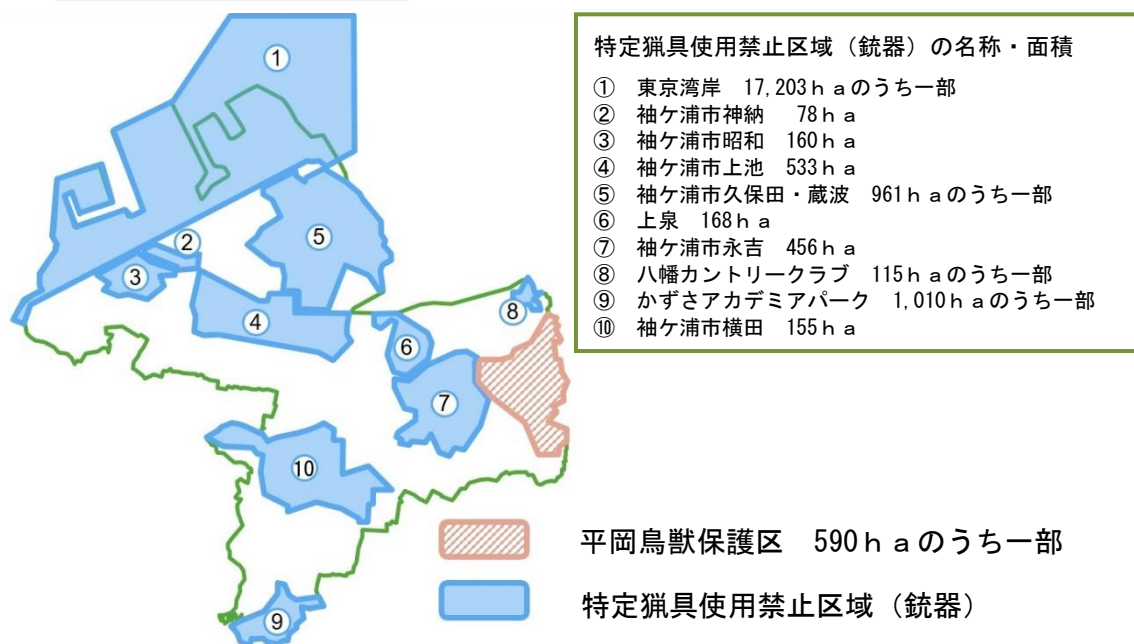 特定猟具使用禁止区域（銃器）の名称・面積
① 東京湾岸 17,203ｈａのうち一部
② 袖ケ浦市神納 78ｈａ
③ 袖ケ浦市昭和 160ｈａ
④ 袖ケ浦市上池 533ｈａ
⑤ 袖ケ浦市久保田・蔵波 961ｈａのうち一部
⑥ 上泉 168ｈａ
⑦ 袖ケ浦市永吉 456ｈａ
⑧ 八幡カントリークラブ 115ｈａのうち一部
⑨ かずさアカデミアパーク 1,010ｈａのうち一部
⑩ 袖ケ浦市横田 155ｈａ
①
②
③
④
⑤
⑥
⑦
⑧
⑨
⑩
平岡鳥獣保護区 590ｈａのうち一部
特定猟具使用禁止区域（銃器）